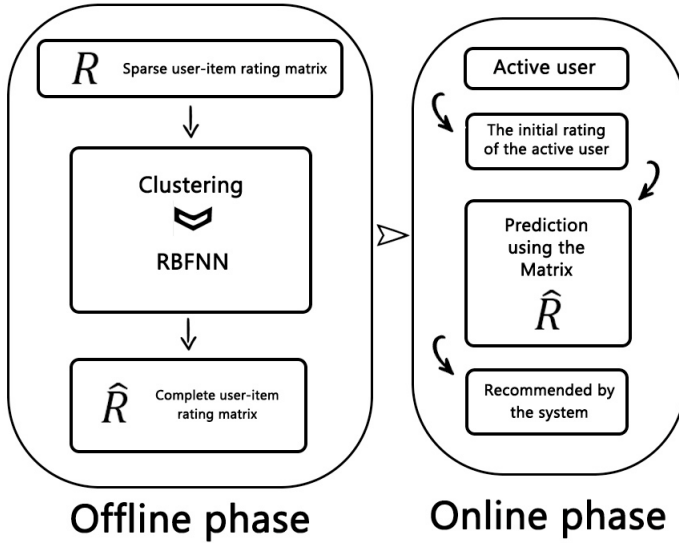 R Sparse user-item rating matrix
Clustering
RBFNN
R̂ Complete user-item
rating matrix
Offline phase
Active user
The initial rating
of the active user
Prediction
using the
Matrix
R̂
Recommended by
the system
Online phase